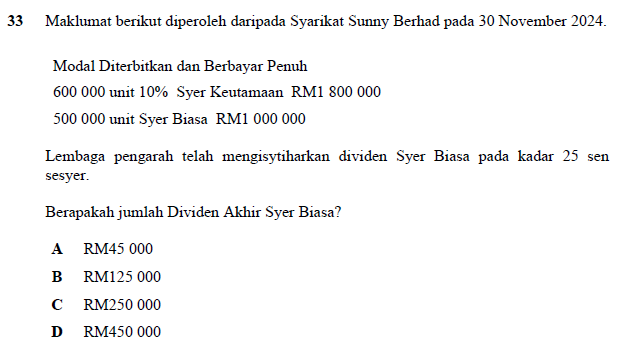 33 Maklumat berikut diperoleh daripada Syarikat Sunny Berhad pada 30 November 2024.
Modal Diterbitkan dan Berbayar Penuh
600 000 unit 10% Syer Keutamaan RM1 800 000
500 000 unit Syer Biasa RM1 000 000
Lembaga pengarah telah mengisytiharkan dividen Syer Biasa pada kadar 25 sen
sesyer.
Berapakah jumlah Dividen Akhir Syer Biasa?
A RM45 000
B RM125 000
C RM250 000
D RM450 000